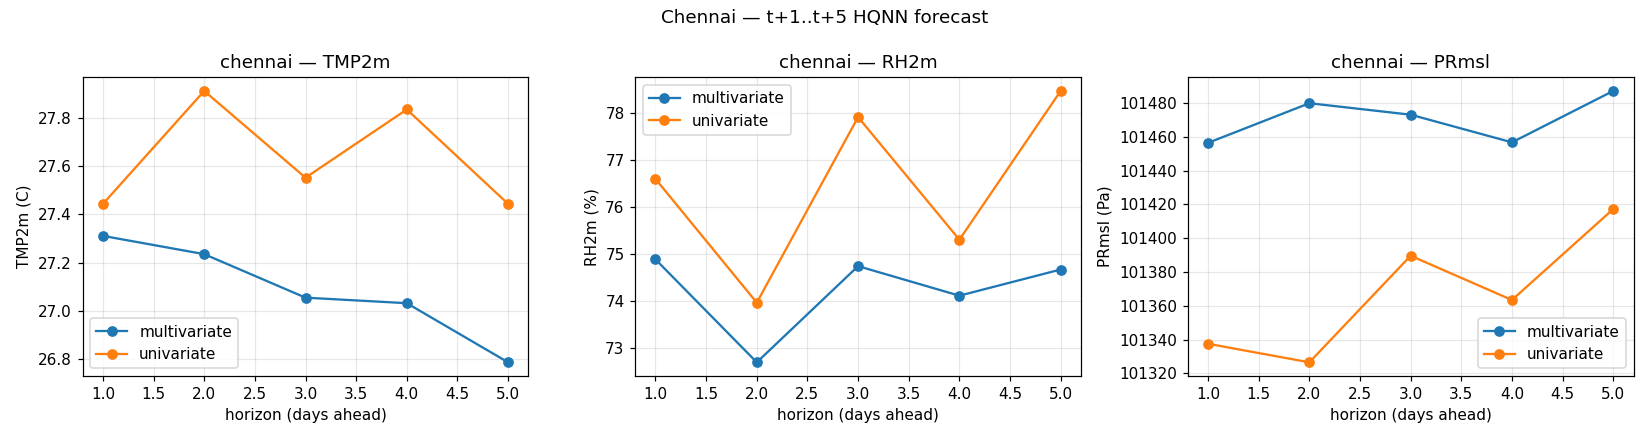 Chennai — t+1..t+5 HQNN forecast
chennai — TMP2m
TMP2m (C)
27.8
27.6
27.4
27.2
27.0
26.8
multivariate
univariate
1.0 1.5 2.0 2.5 3.0 3.5 4.0 4.5 5.0
horizon (days ahead)
chennai — RH2m
RH2m (%)
78
77
76
75
74
73
multivariate
univariate
1.0 1.5 2.0 2.5 3.0 3.5 4.0 4.5 5.0
horizon (days ahead)
chennai — PRmsl
PRmsl (Pa)
101480
101460
101440
101420
101400
101380
101360
101340
101320
multivariate
univariate
1.0 1.5 2.0 2.5 3.0 3.5 4.0 4.5 5.0
horizon (days ahead)